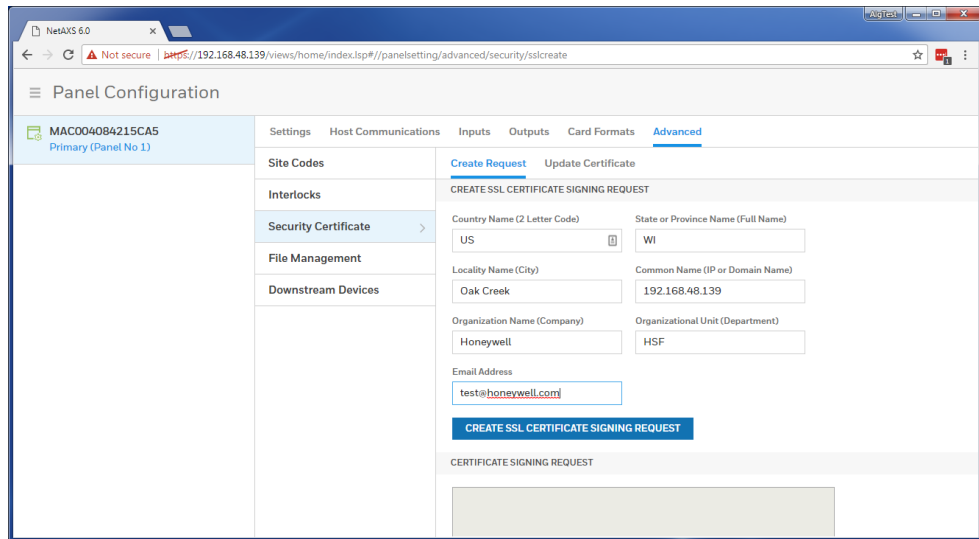 AlgTest
NetAXS 6.0
Not secure | https://192.168.48.139/views/home/index.lsp#//panelsetting/advanced/security/sslcreate
1
Panel Configuration
MAC004084215CA5
Primary (Panel No 1)
Settings Host Communications Inputs Outputs Card Formats Advanced
Site Codes
Interlocks
Security Certificate
File Management
Downstream Devices
Create Request Update Certificate
CREATE SSL CERTIFICATE SIGNING REQUEST
Country Name (2 Letter Code) State or Province Name (Full Name)
US WI
Locality Name (City) Common Name (IP or Domain Name)
Oak Creek 192.168.48.139
Organization Name (Company) Organizational Unit (Department)
Honeywell HSF
Email Address
test@honeywell.com
CREATE SSL CERTIFICATE SIGNING REQUEST
CERTIFICATE SIGNING REQUEST